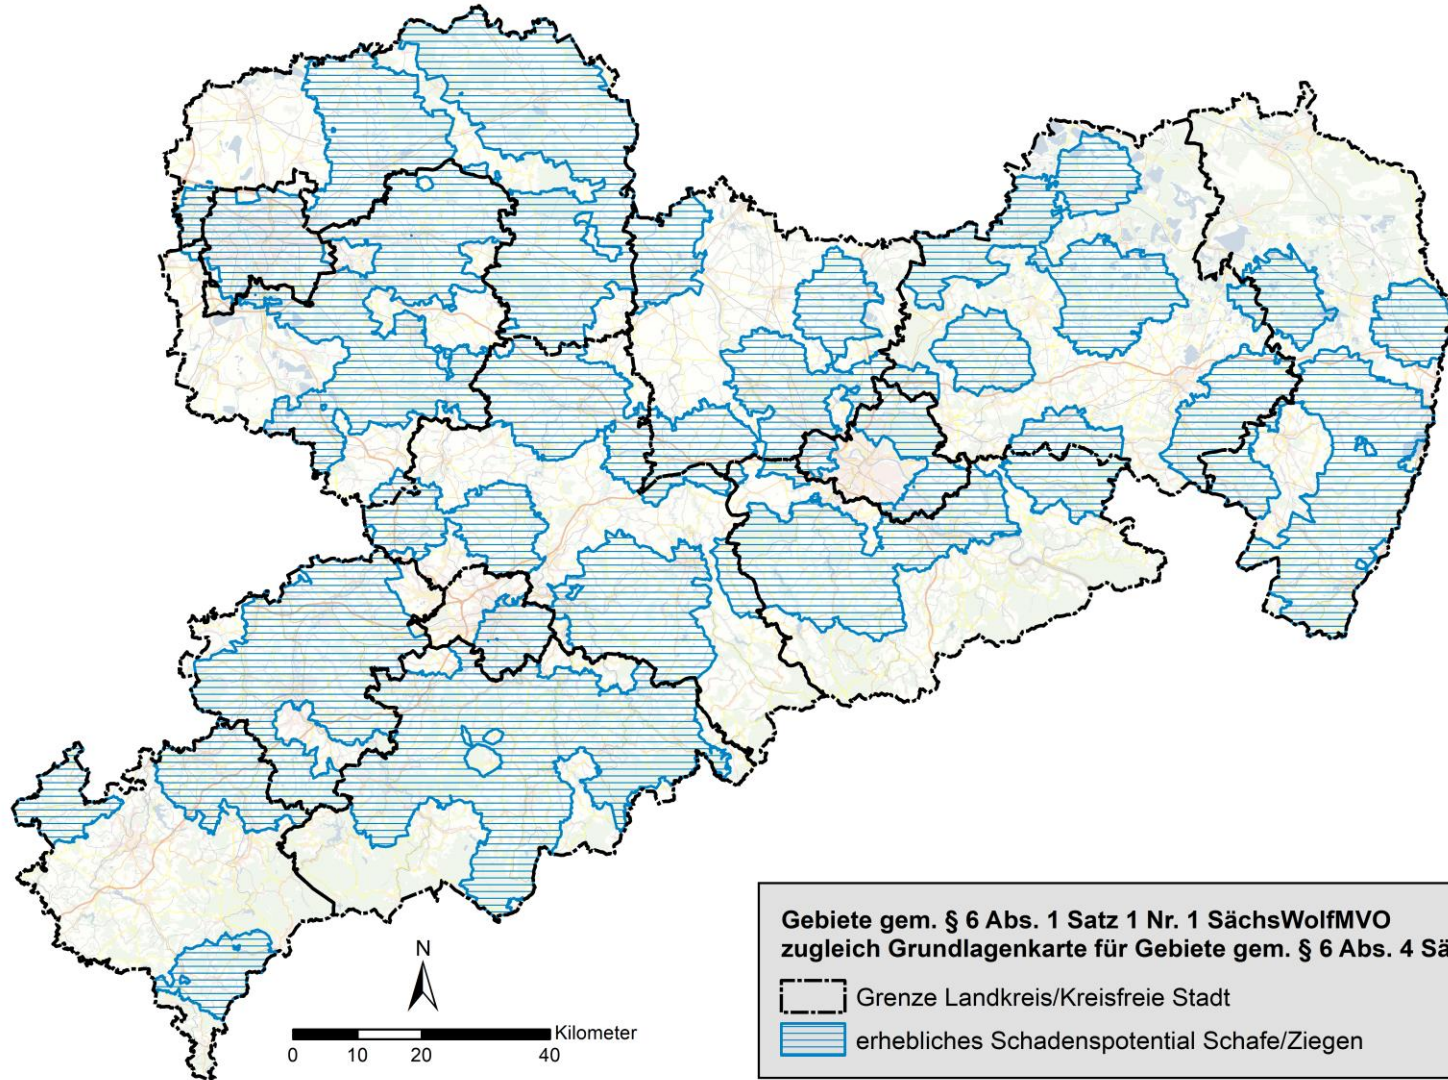 N
Kilometer
0 10 20 40
Gebiete gem. § 6 Abs. 1 Satz 1 Nr. 1 SächsWolfMVO
zugleich Grundlagenkarte für Gebiete gem. § 6 Abs. 4 Sä
Grenze Landkreis/Kreisfreie Stadt
erhebliches Schadenspotential Schafe/Ziegen